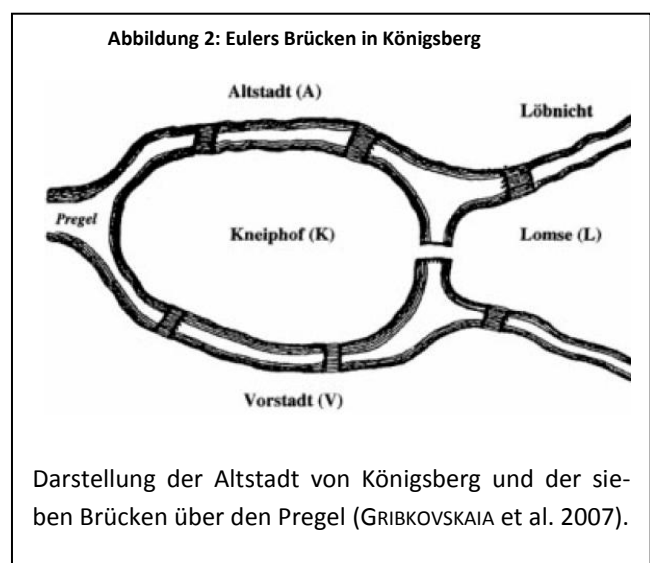 Abbildung 2: Eulers Brücken in Königsberg
Altstadt (A)
Löbnicht
Pregel
Kneiphof (K)
Lomse (L)
Vorstadt (V)
Darstellung der Altstadt von Königsberg und der sie-
ben Brücken über den Pregel (GRIBKOVSKAIA et al. 2007).